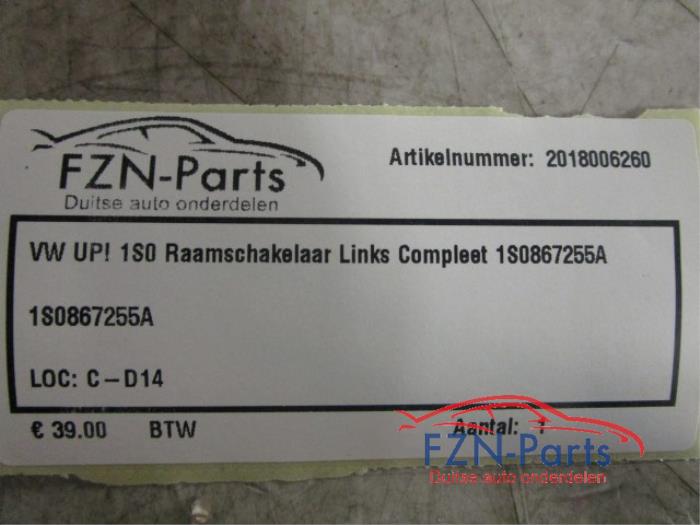 FZN-Parts
Duitse auto onderdelen
Artikelnummer: 2018006260
VW UP! 1S0 Raamschakelaar Links Compleet 1S0867255A
1S0867255A
LOC: C-D14
€ 39.00 BTW Aantal: 1
FZN-Parts
Duitse auto onderdelen